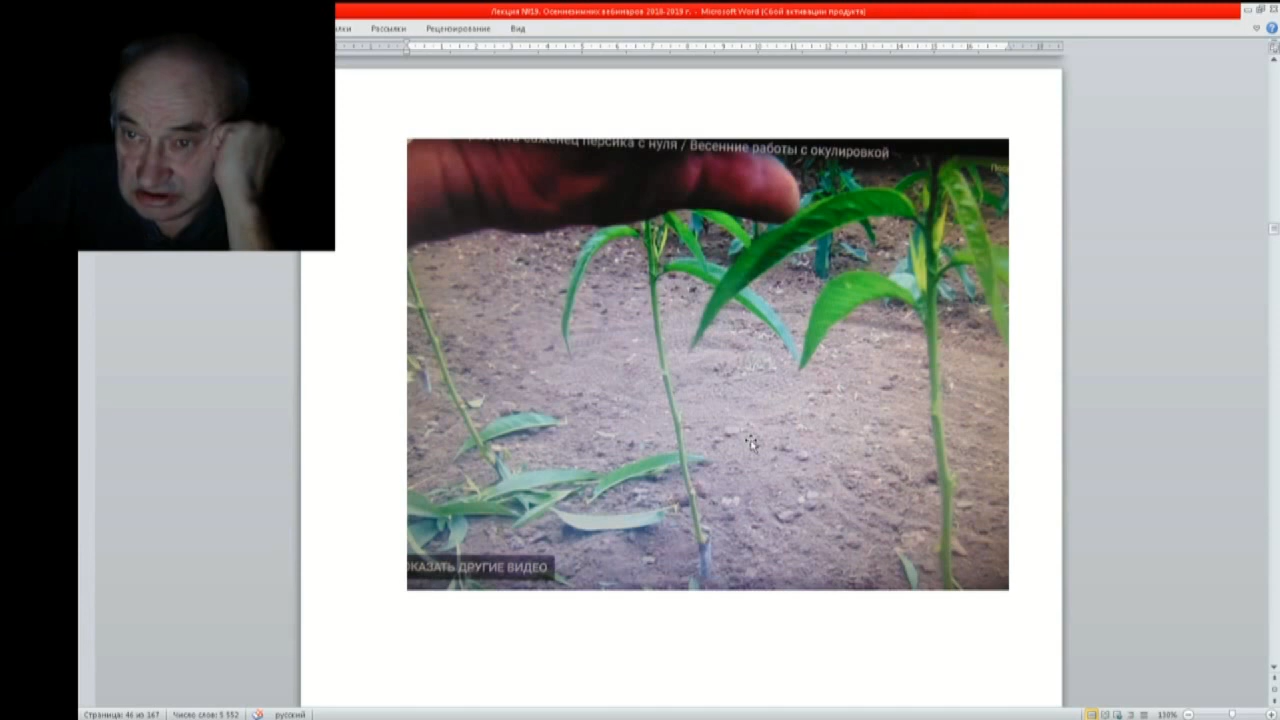 Лекция №19. Осеннезимних вебинаров 2018-2019 г. - Microsoft Word (Сбой активации продукта)
Рассылки Рецензирование Вид
саженец персика с нуля / Весенние работы с окулировкой
ОКАЗАТЬ ДРУГИЕ ВИДЕО
Страница: 46 из 167 Число слов: 5 552 русский 130%